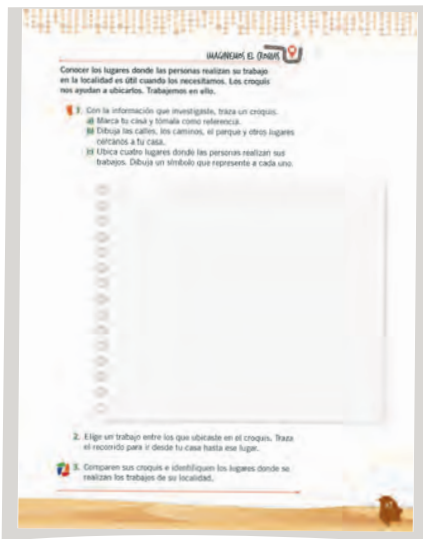 IMAGINEMOS EL CROQUIS
Conocer los lugares donde las personas realizan su trabajo
en la localidad es útil cuando los necesitamos. Los croquis
nos ayudan a ubicarlos. Trabajemos en ello.
1. Con la información que investigaste, traza un croquis.
a) Marca tu casa y tómala como referencia.
b) Dibuja las calles, los caminos, el parque y otros lugares
cercanos a tu casa.
c) Ubica cuatro lugares donde las personas realizan sus
trabajos. Dibuja un símbolo que represente a cada uno.
2. Elige un trabajo entre los que ubicaste en el croquis. Traza
el recorrido para ir desde tu casa hasta ese lugar.
3. Comparen sus croquis e identifiquen los lugares donde se
realizan los trabajos de su localidad.